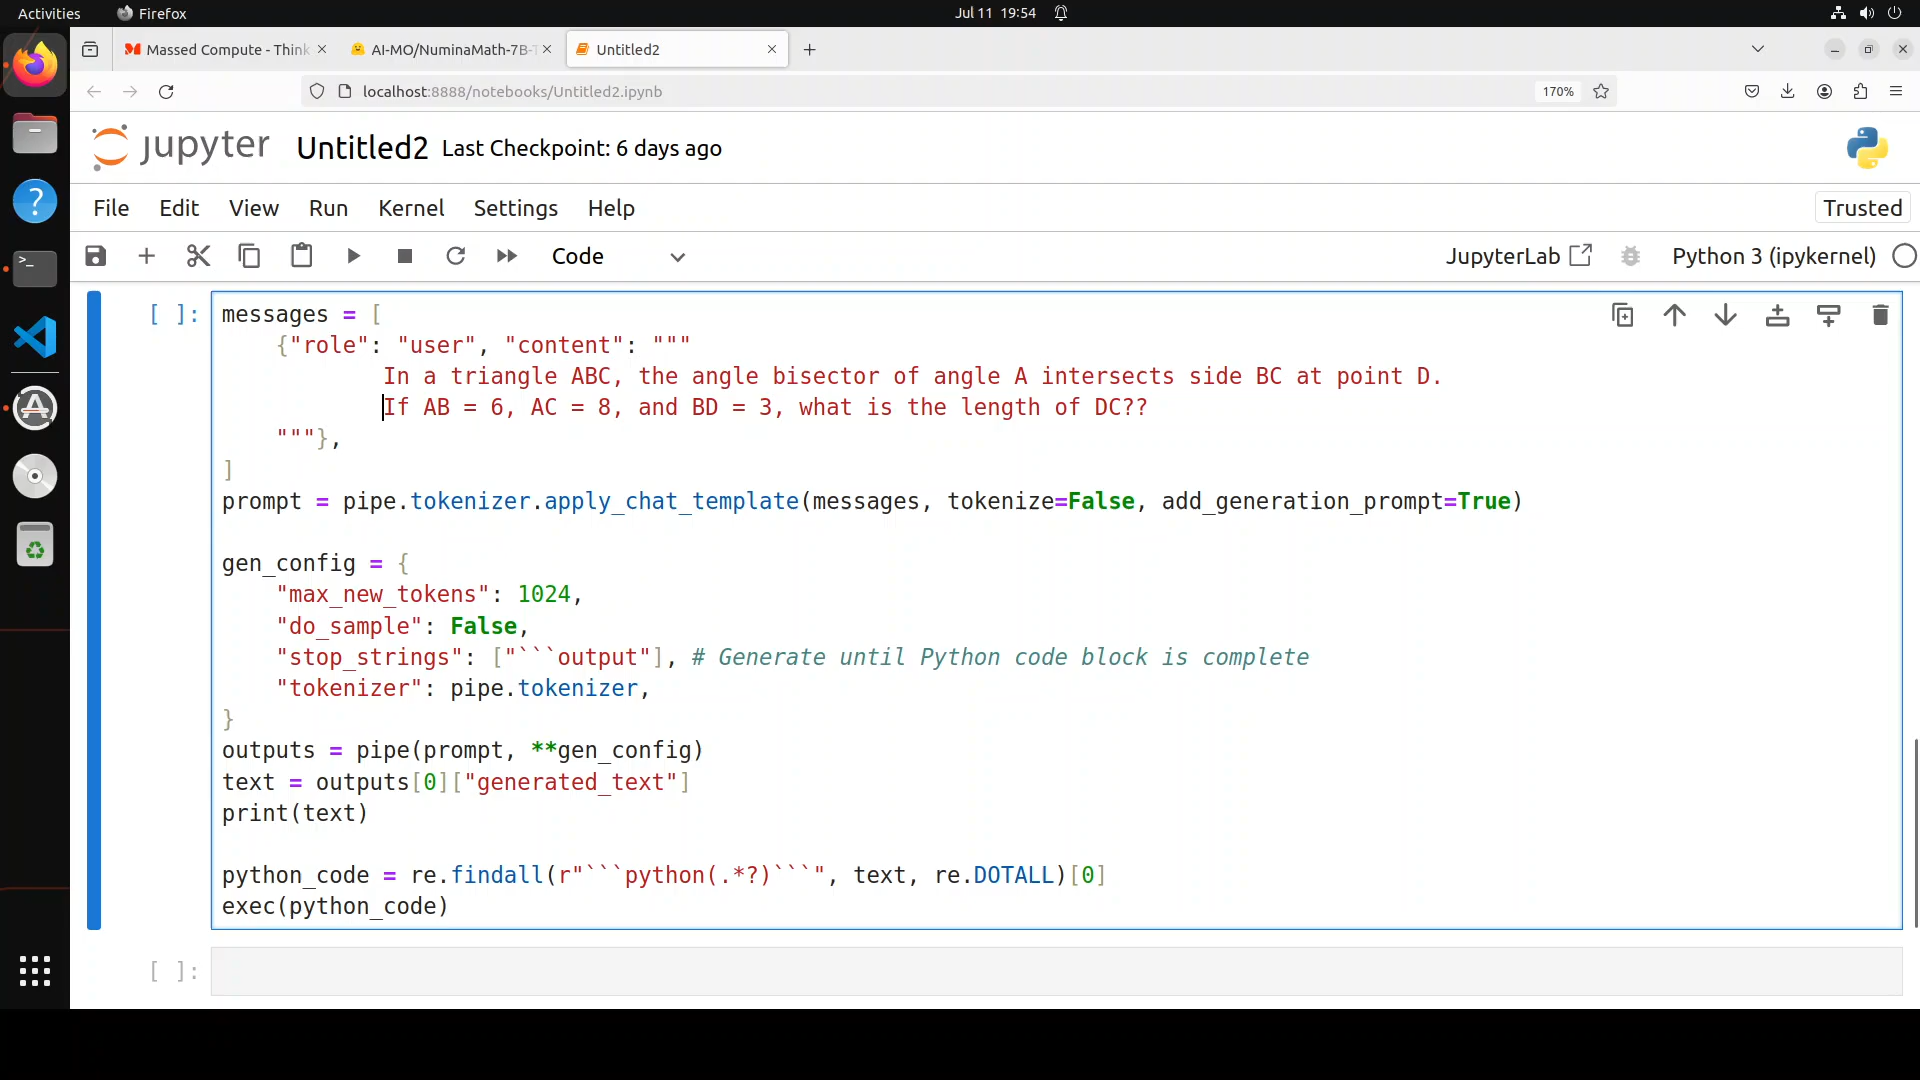 Activities Firefox Jul 11 19:54
Massed Compute - Think AI-MO/NuminaMath-7B-T Untitled2
localhost:8888/notebooks/Untitled2.ipynb 170%
jupyter Untitled2 Last Checkpoint: 6 days ago
File Edit View Run Kernel Settings Help Trusted
Code JupyterLab Python 3 (ipykernel)
[ ]: messages = [
    {"role": "user", "content": """
            In a triangle ABC, the angle bisector of angle A intersects side BC at point D.
            If AB = 6, AC = 8, and BD = 3, what is the length of DC??
    """},
]
prompt = pipe.tokenizer.apply_chat_template(messages, tokenize=False, add_generation_prompt=True)
gen_config = {
    "max_new_tokens": 1024,
    "do_sample": False,
    "stop_strings": ["```output"], # Generate until Python code block is complete
    "tokenizer": pipe.tokenizer,
}
outputs = pipe(prompt, **gen_config)
text = outputs[0]["generated_text"]
print(text)
python_code = re.findall(r"```python(.*?)```", text, re.DOTALL)[0]
exec(python_code)
[ ]: